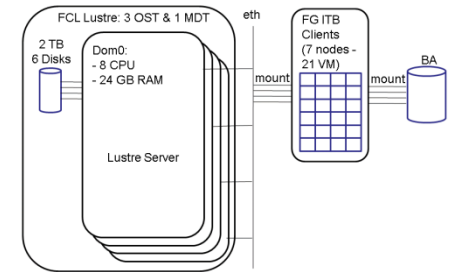 FCL Lustre: 3 OST & 1 MDT
eth
2 TB
6 Disks
Dom0:
- 8 CPU
- 24 GB RAM
Lustre Server
mount
FG ITB
Clients
(7 nodes -
21 VM)
mount
BA